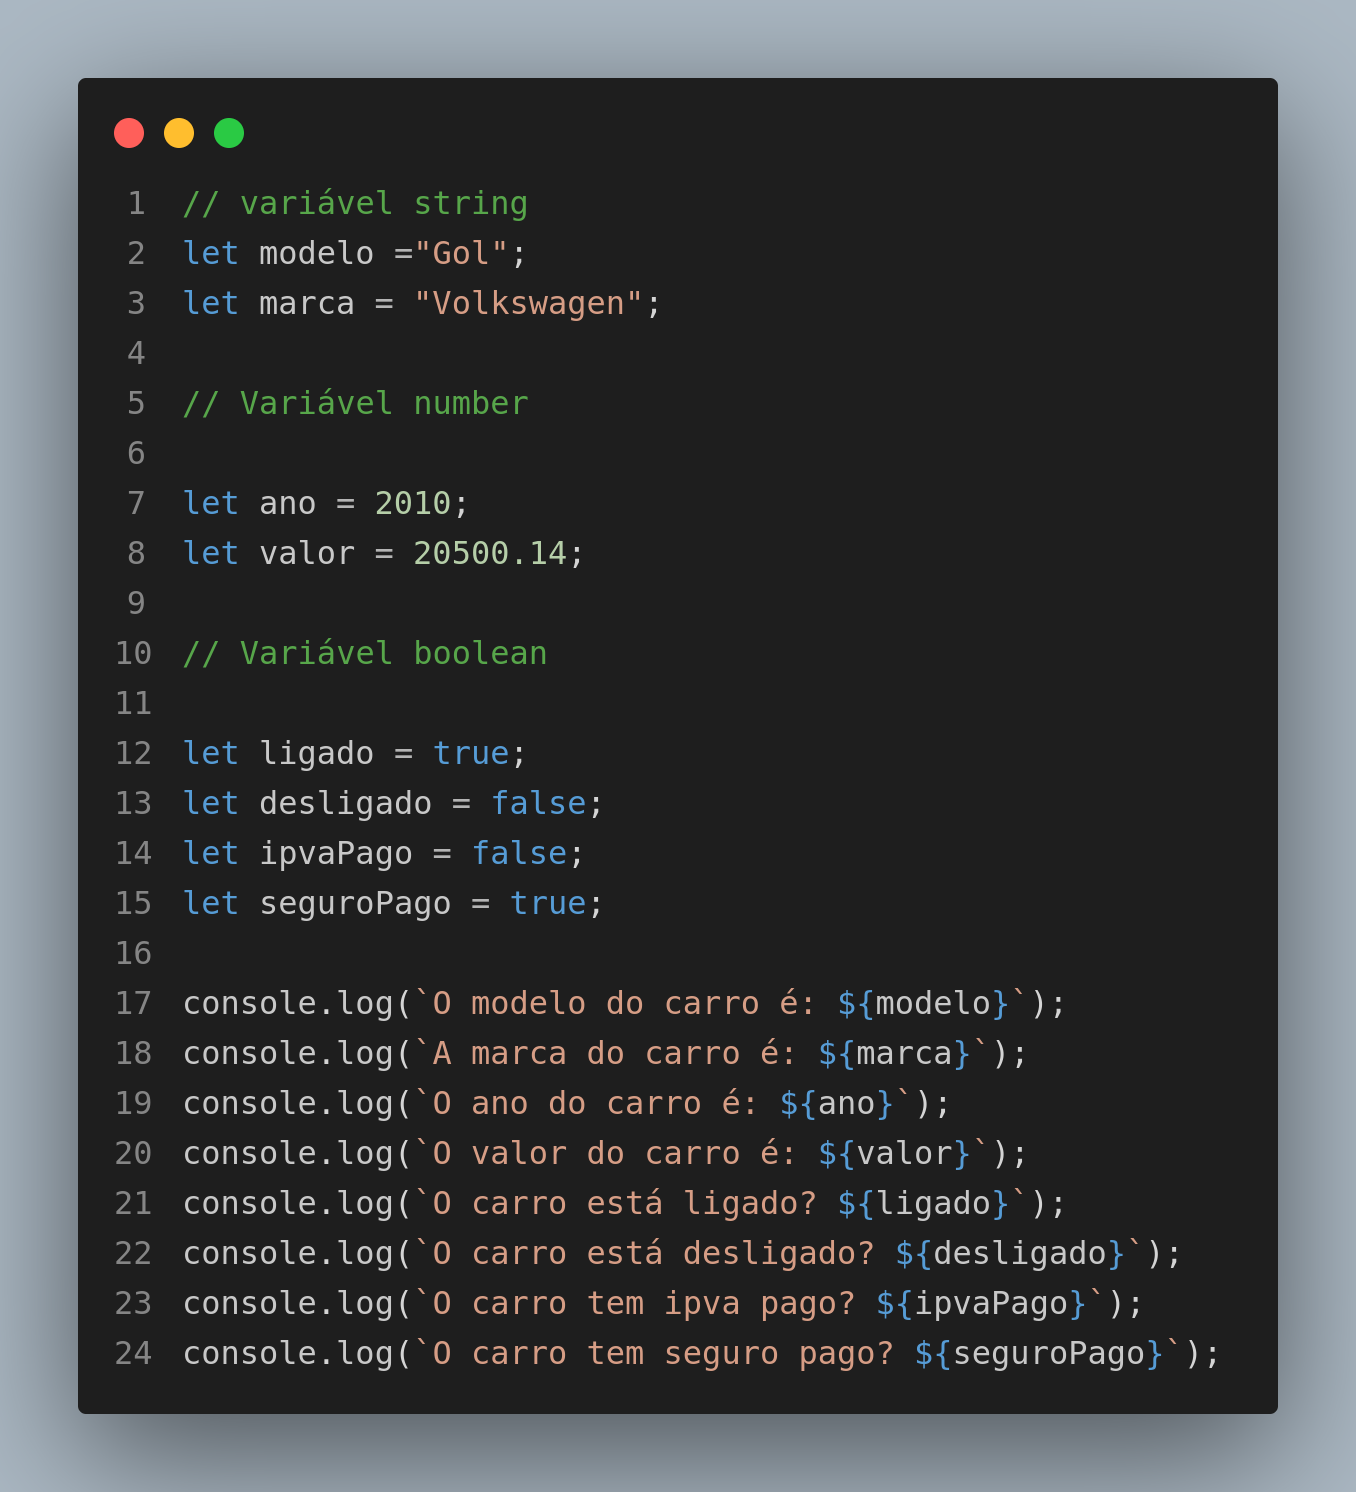 1 // variável string
2 let modelo ="Gol";
3 let marca = "Volkswagen";
4
5 // Variável number
6
7 let ano = 2010;
8 let valor = 20500.14;
9
10 // Variável boolean
11
12 let ligado = true;
13 let desligado = false;
14 let ipvaPago = false;
15 let seguroPago = true;
16
17 console.log(`O modelo do carro é: ${modelo}`);
18 console.log(`A marca do carro é: ${marca}`);
19 console.log(`O ano do carro é: ${ano}`);
20 console.log(`O valor do carro é: ${valor}`);
21 console.log(`O carro está ligado? ${ligado}`);
22 console.log(`O carro está desligado? ${desligado}`);
23 console.log(`O carro tem ipva pago? ${ipvaPago}`);
24 console.log(`O carro tem seguro pago? ${seguroPago}`);